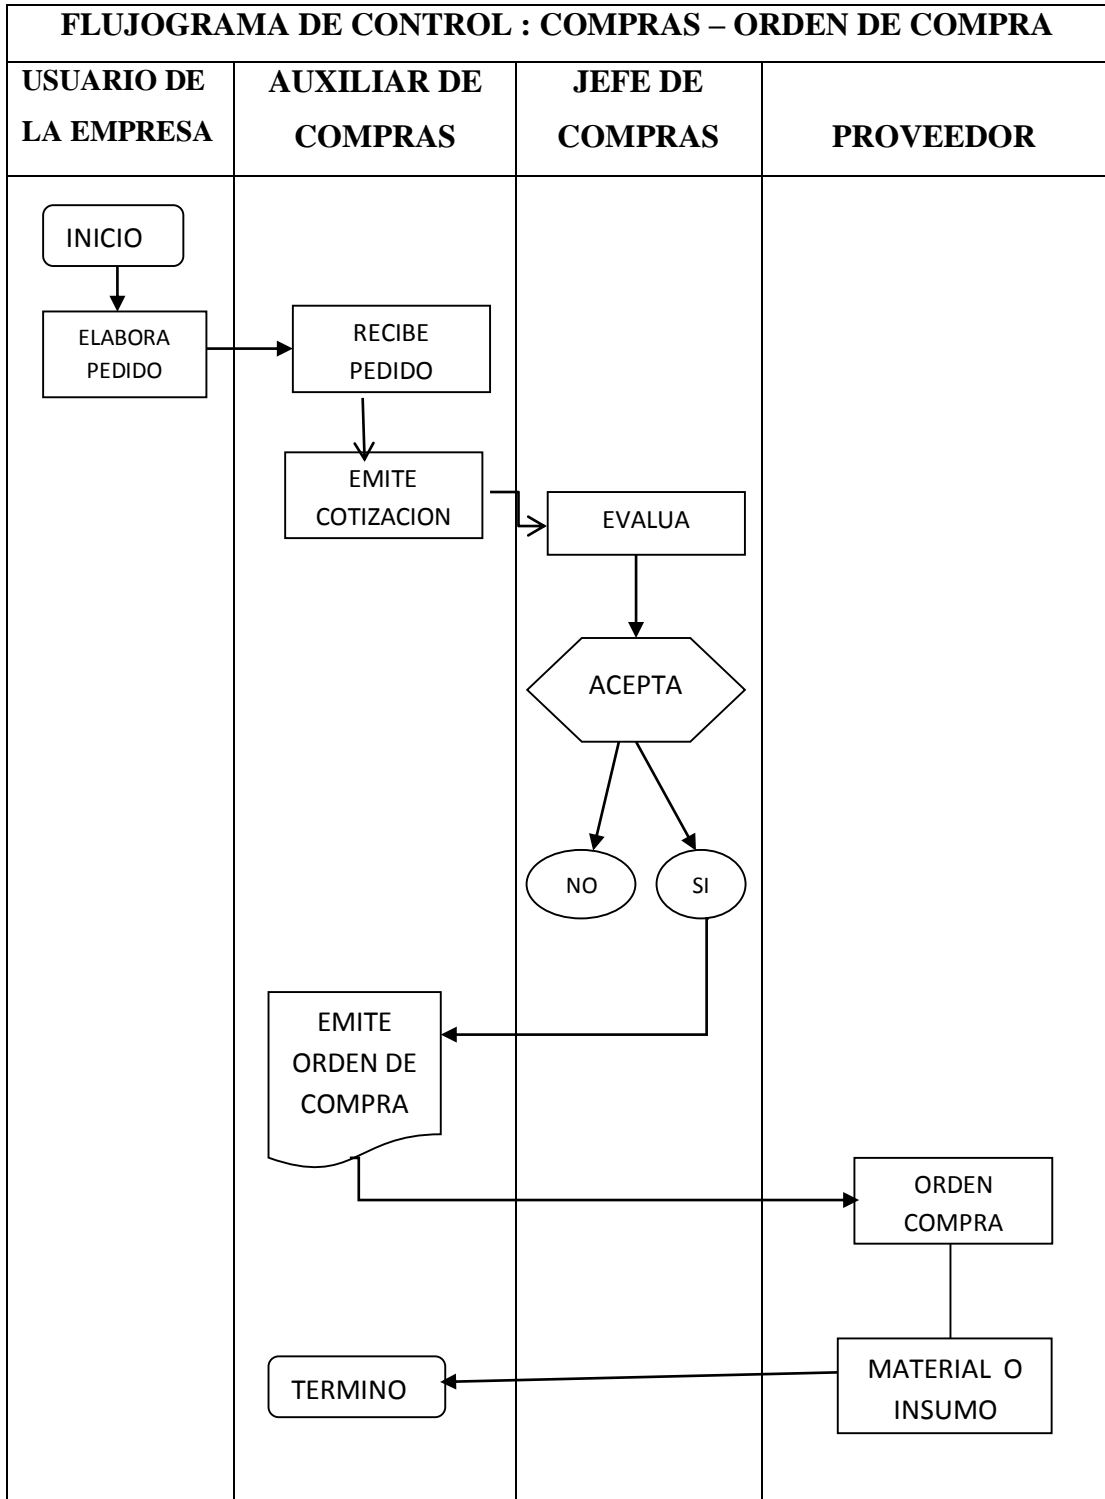 FLUJOGRAMA DE CONTROL : COMPRAS – ORDEN DE COMPRA
USUARIO DE
LA EMPRESA
AUXILIAR DE
COMPRAS
JEFE DE
COMPRAS
PROVEEDOR
INICIO
ELABORA
PEDIDO
RECIBE
PEDIDO
EMITE
COTIZACION
EVALUA
ACEPTA
NO
SI
EMITE
ORDEN DE
COMPRA
ORDEN
COMPRA
MATERIAL O
INSUMO
TERMINO